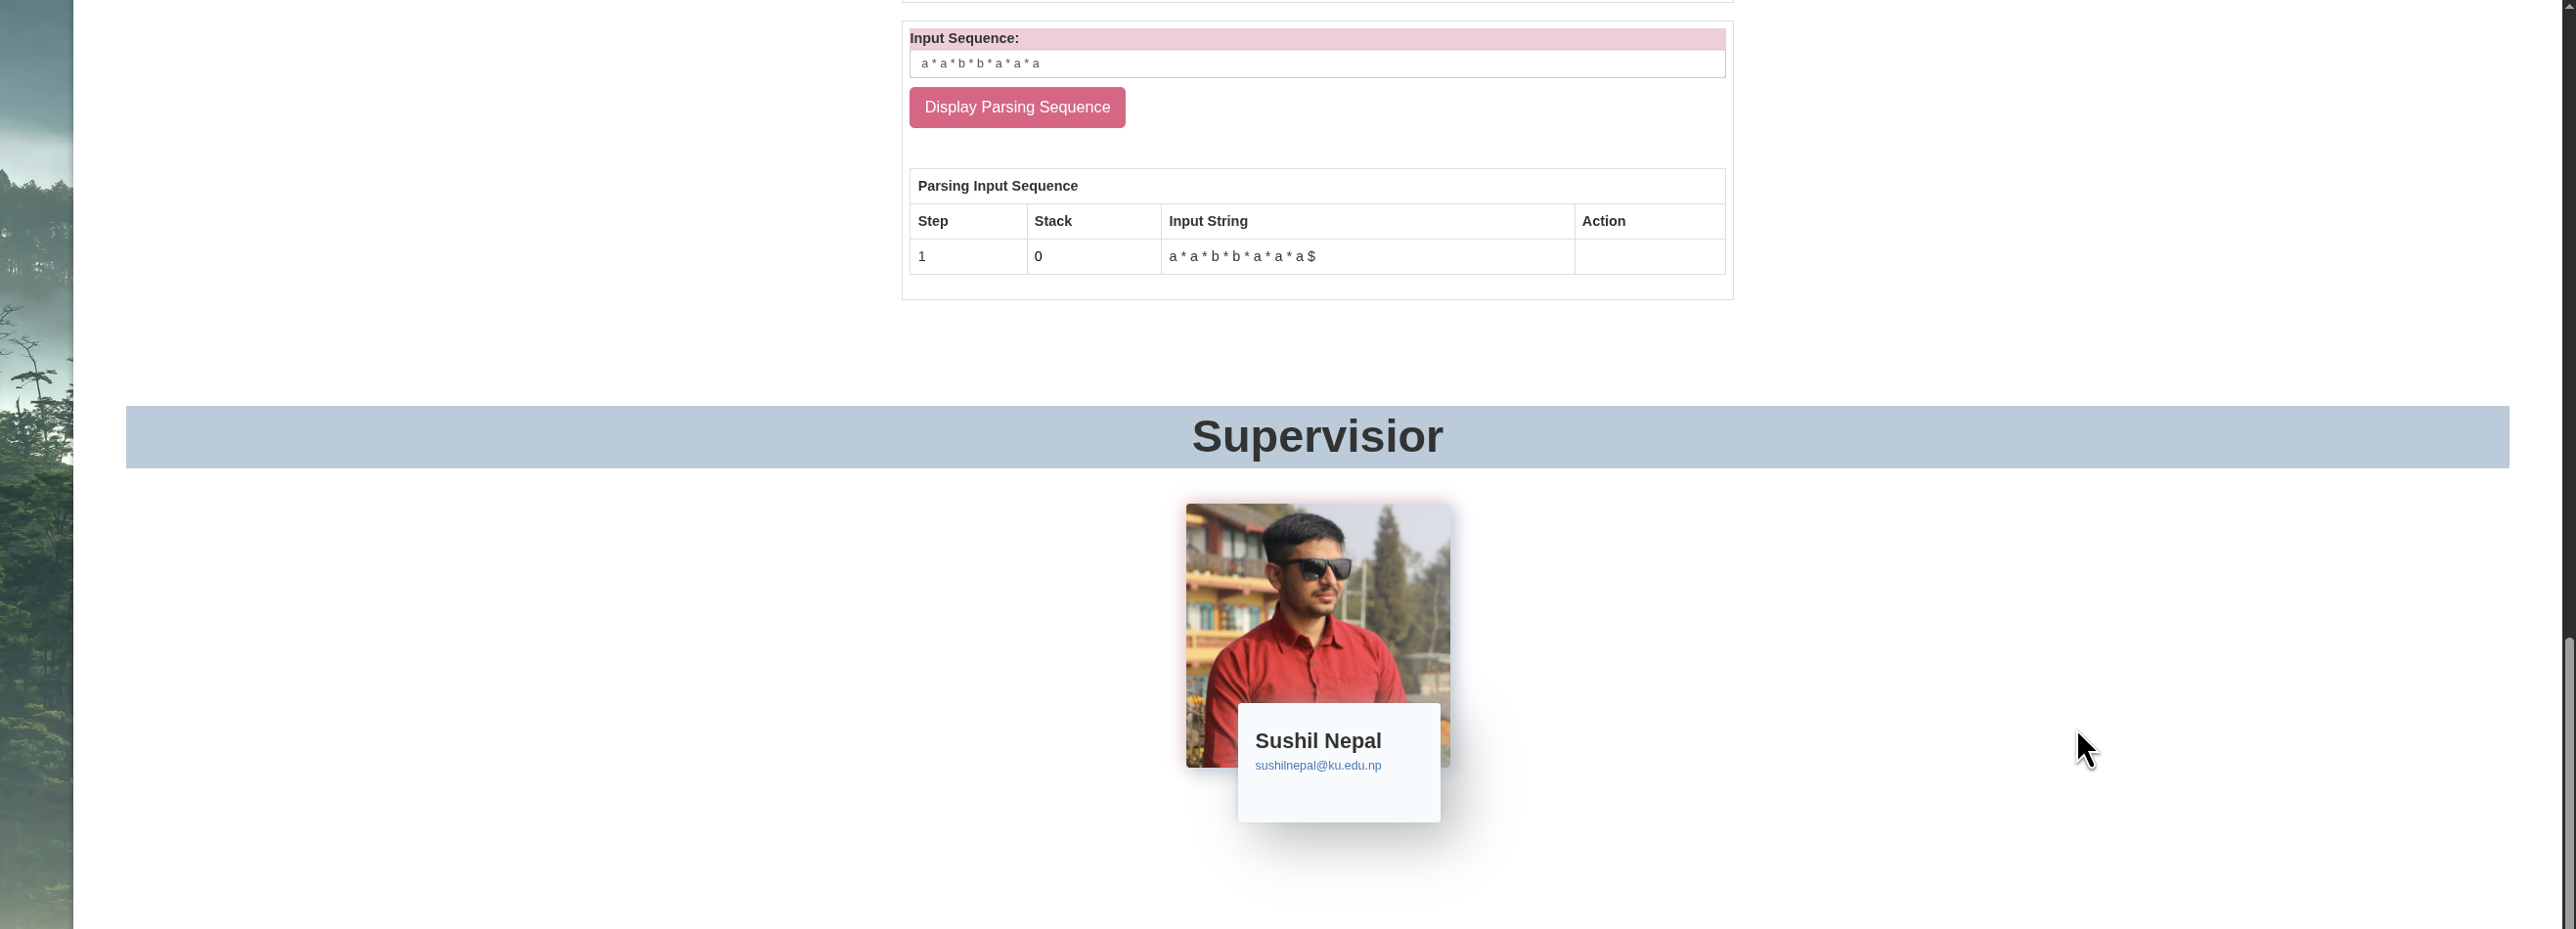 Input Sequence:
a * a * b * b * a * a * a
Display Parsing Sequence
Parsing Input Sequence
Step Stack Input String Action
1 0 a * a * b * b * a * a * a $
Supervisior
Sushil Nepal
sushilnepal@ku.edu.np